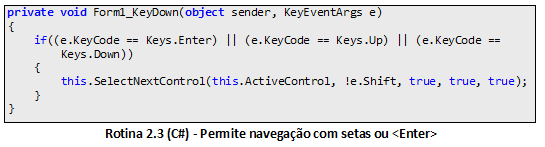 private void Form1_KeyDown(object sender, KeyEventArgs e)
{
if((e.KeyCode == Keys.Enter) || (e.KeyCode == Keys.Up) || (e.KeyCode ==
Keys.Down))
{
this.SelectNextControl(this.ActiveControl, !e.Shift, true, true, true);
}
}
Rotina 2.3 (C#) - Permite navegação com setas ou <Enter>